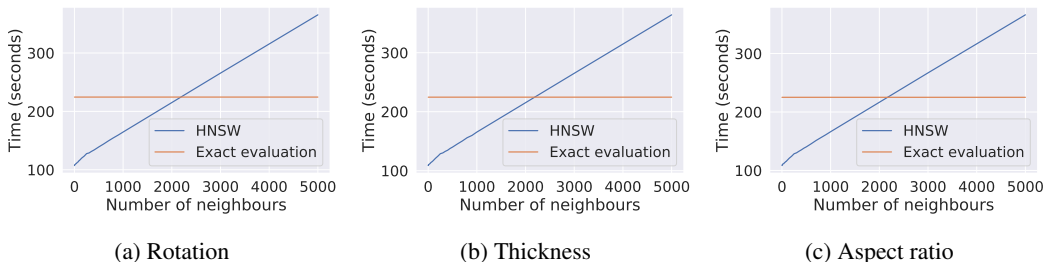 Time (seconds)
300
200
100
HNSW
Exact evaluation
0 1000 2000 3000 4000 5000
Number of neighbours
(a) Rotation
Time (seconds)
300
200
100
HNSW
Exact evaluation
0 1000 2000 3000 4000 5000
Number of neighbours
(b) Thickness
Time (seconds)
300
200
100
HNSW
Exact evaluation
0 1000 2000 3000 4000 5000
Number of neighbours
(c) Aspect ratio